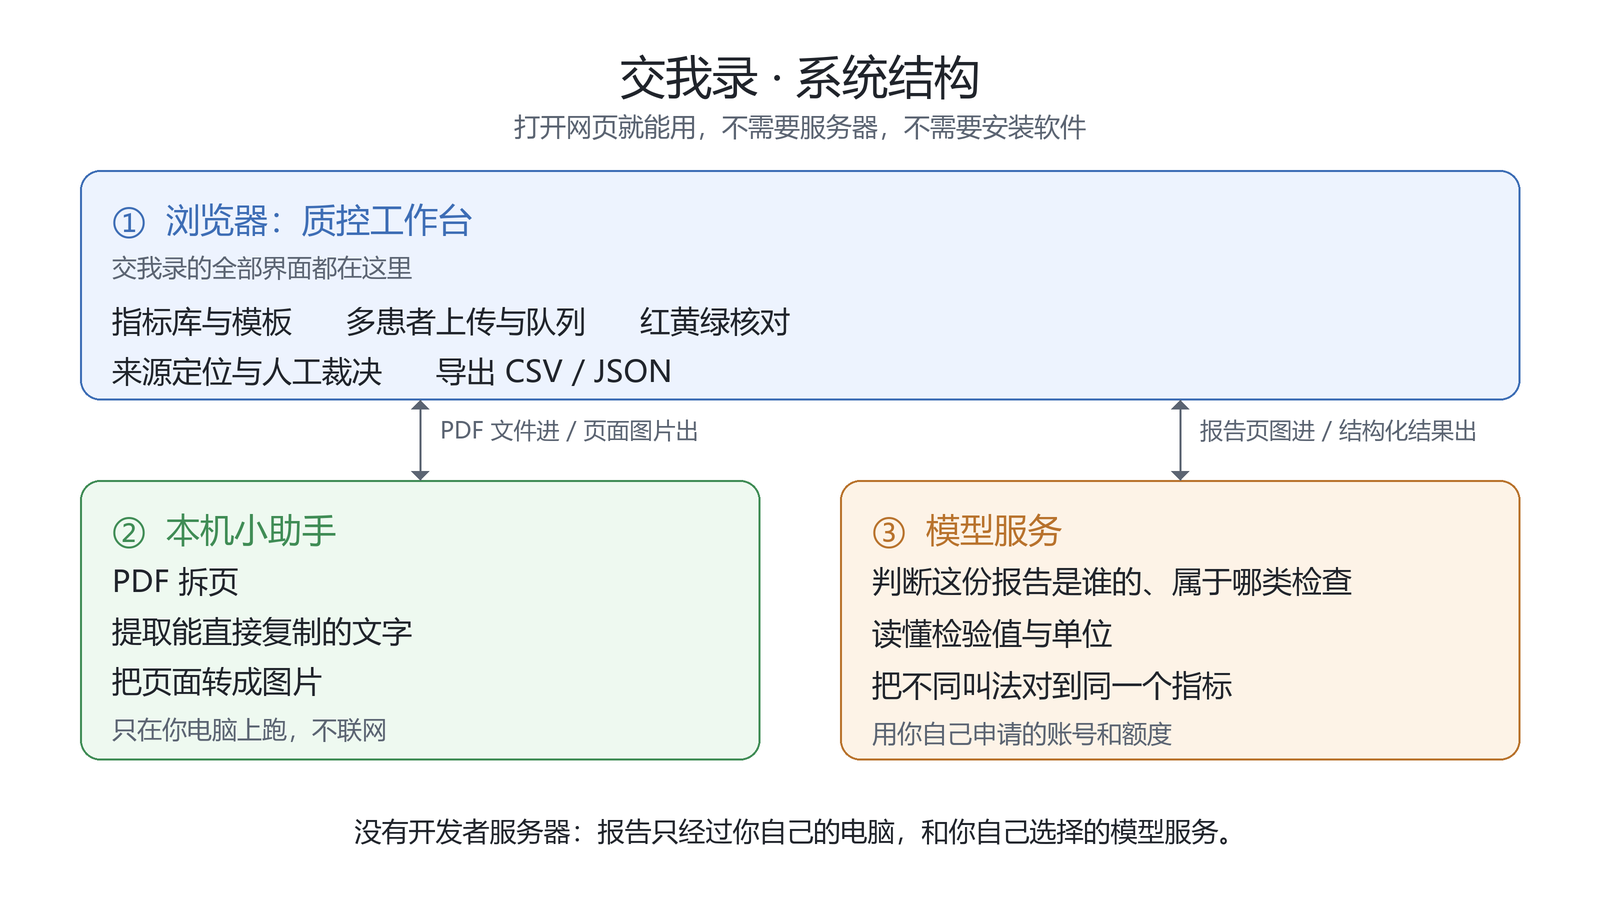 交我录 · 系统结构
打开网页就能用，不需要服务器，不需要安装软件
① 浏览器：质控工作台
交我录的全部界面都在这里
指标库与模板 多患者上传与队列 红黄绿核对
来源定位与人工裁决 导出 CSV / JSON
PDF 文件进 / 页面图片出
报告页图进 / 结构化结果出
② 本机小助手
PDF 拆页
提取能直接复制的文字
把页面转成图片
只在你电脑上跑，不联网
③ 模型服务
判断这份报告是谁的、属于哪类检查
读懂检验值与单位
把不同叫法对到同一个指标
用你自己申请的账号和额度
没有开发者服务器：报告只经过你自己的电脑，和你自己选择的模型服务。